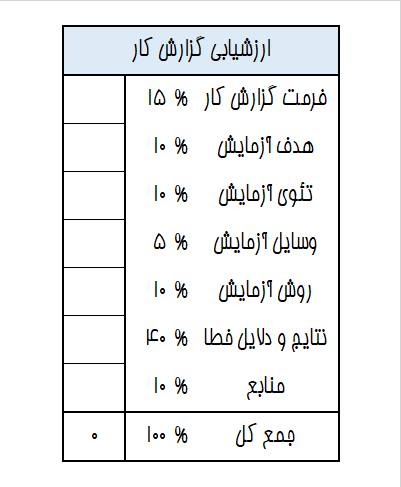 ارزشیابی گزارش کار
فرمت گزارش کار ۱۵ %
هدف آزمایش ۱۰ %
تئوی آزمایش ۱۰ %
وسایل آزمایش ۵ %
روش آزمایش ۱۰ %
نتایج و دلایل خطا ۴۰ %
منابع ۱۰ %
جمع کل ۱۰۰ % ۰